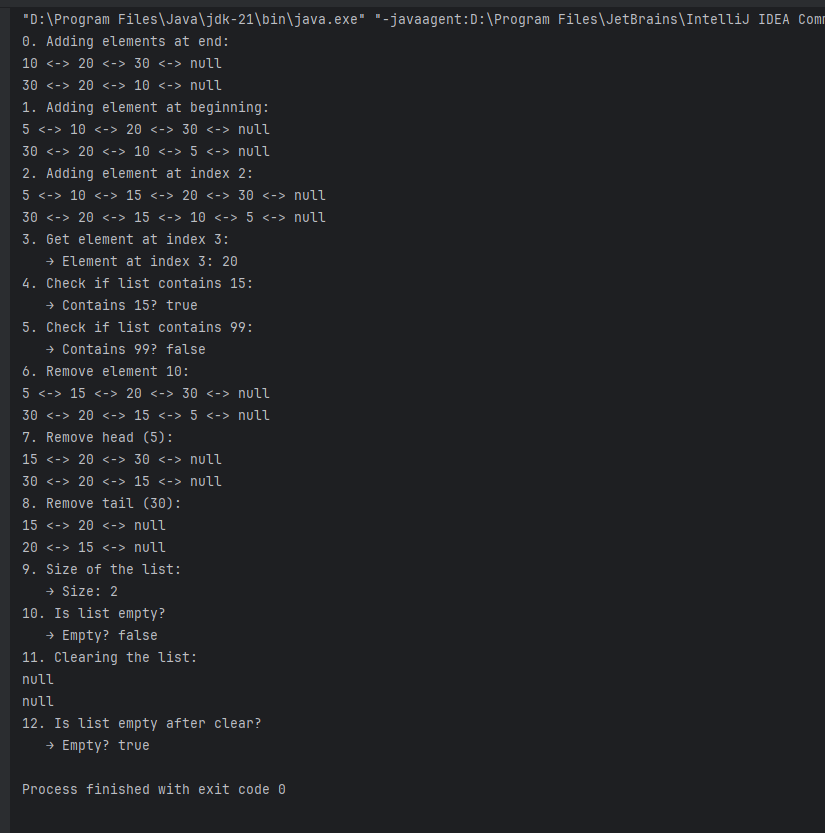 "D:\Program Files\Java\jdk-21\bin\java.exe" "-javaagent:D:\Program Files\JetBrains\IntelliJ IDEA Com
0. Adding elements at end:
10 <-> 20 <-> 30 <-> null
30 <-> 20 <-> 10 <-> null
1. Adding element at beginning:
5 <-> 10 <-> 20 <-> 30 <-> null
30 <-> 20 <-> 10 <-> 5 <-> null
2. Adding element at index 2:
5 <-> 10 <-> 15 <-> 20 <-> 30 <-> null
30 <-> 20 <-> 15 <-> 10 <-> 5 <-> null
3. Get element at index 3:
→ Element at index 3: 20
4. Check if list contains 15:
→ Contains 15? true
5. Check if list contains 99:
→ Contains 99? false
6. Remove element 10:
5 <-> 15 <-> 20 <-> 30 <-> null
30 <-> 20 <-> 15 <-> 5 <-> null
7. Remove head (5):
15 <-> 20 <-> 30 <-> null
30 <-> 20 <-> 15 <-> null
8. Remove tail (30):
15 <-> 20 <-> null
20 <-> 15 <-> null
9. Size of the list:
→ Size: 2
10. Is list empty?
→ Empty? false
11. Clearing the list:
null
null
12. Is list empty after clear?
→ Empty? true
Process finished with exit code 0